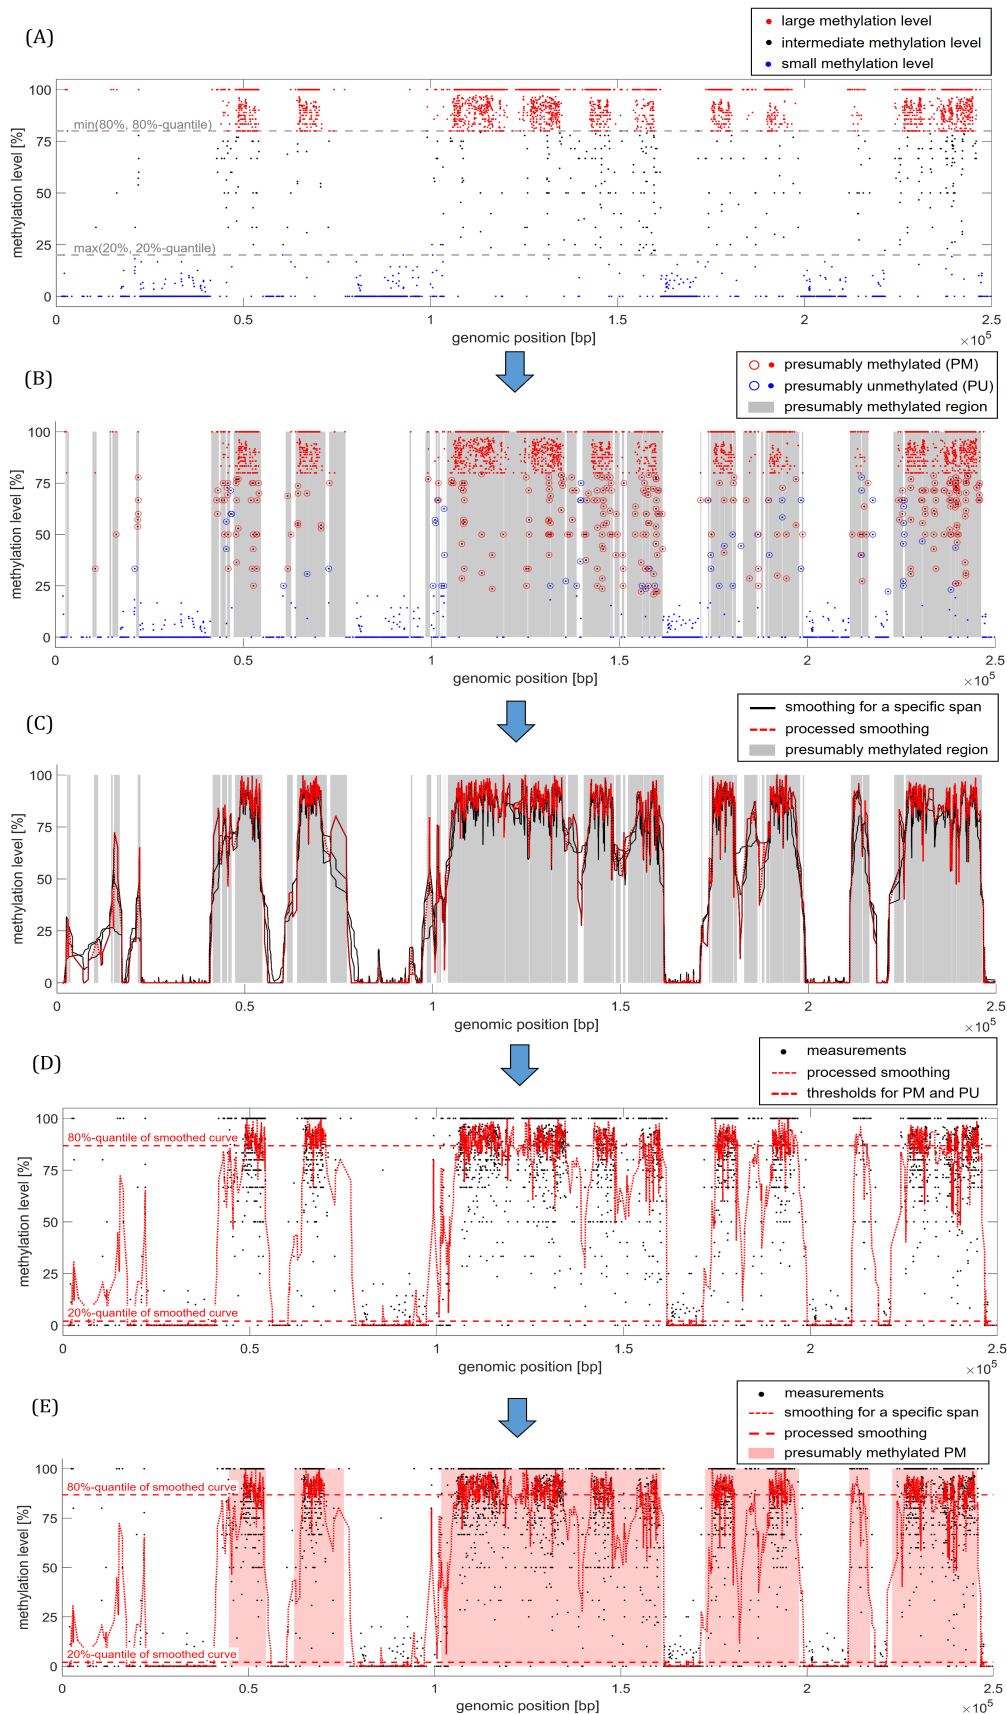 (A)
large methylation level
intermediate methylation level
small methylation level
methylation level [%]
100
75
50
25
0
min(80%, 80%-quantile)
max(20%, 20%-quantile)
0 0.5 1 1.5 2 2.5
genomic position [bp]
×10^5
(B)
presumably methylated (PM)
presumably unmethylated (PU)
presumably methylated region
methylation level [%]
100
75
50
25
0
0 0.5 1 1.5 2 2.5
genomic position [bp]
×10^5
(C)
smoothing for a specific span
processed smoothing
presumably methylated region
methylation level [%]
100
75
50
25
0
0 0.5 1 1.5 2 2.5
genomic position [bp]
×10^5
(D)
measurements
processed smoothing
thresholds for PM and PU
methylation level [%]
100
75
50
25
0
80%-quantile of smoothed curve
20%-quantile of smoothed curve
0 0.5 1 1.5 2 2.5
genomic position [bp]
×10^5
(E)
measurements
smoothing for a specific span
processed smoothing
presumably methylated PM
methylation level [%]
100
75
50
25
0
80%-quantile of smoothed curve
20%-quantile of smoothed curve
0 0.5 1 1.5 2 2.5
genomic position [bp]
×10^5